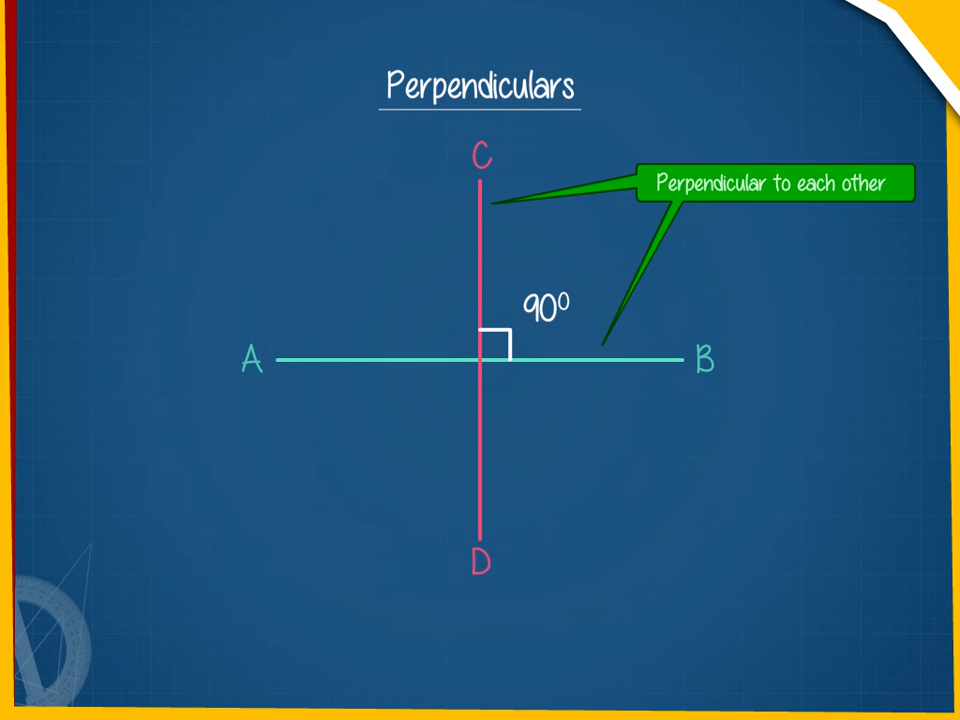 Perpendiculars
C
Perpendicular to each other
90⁰
A
B
D